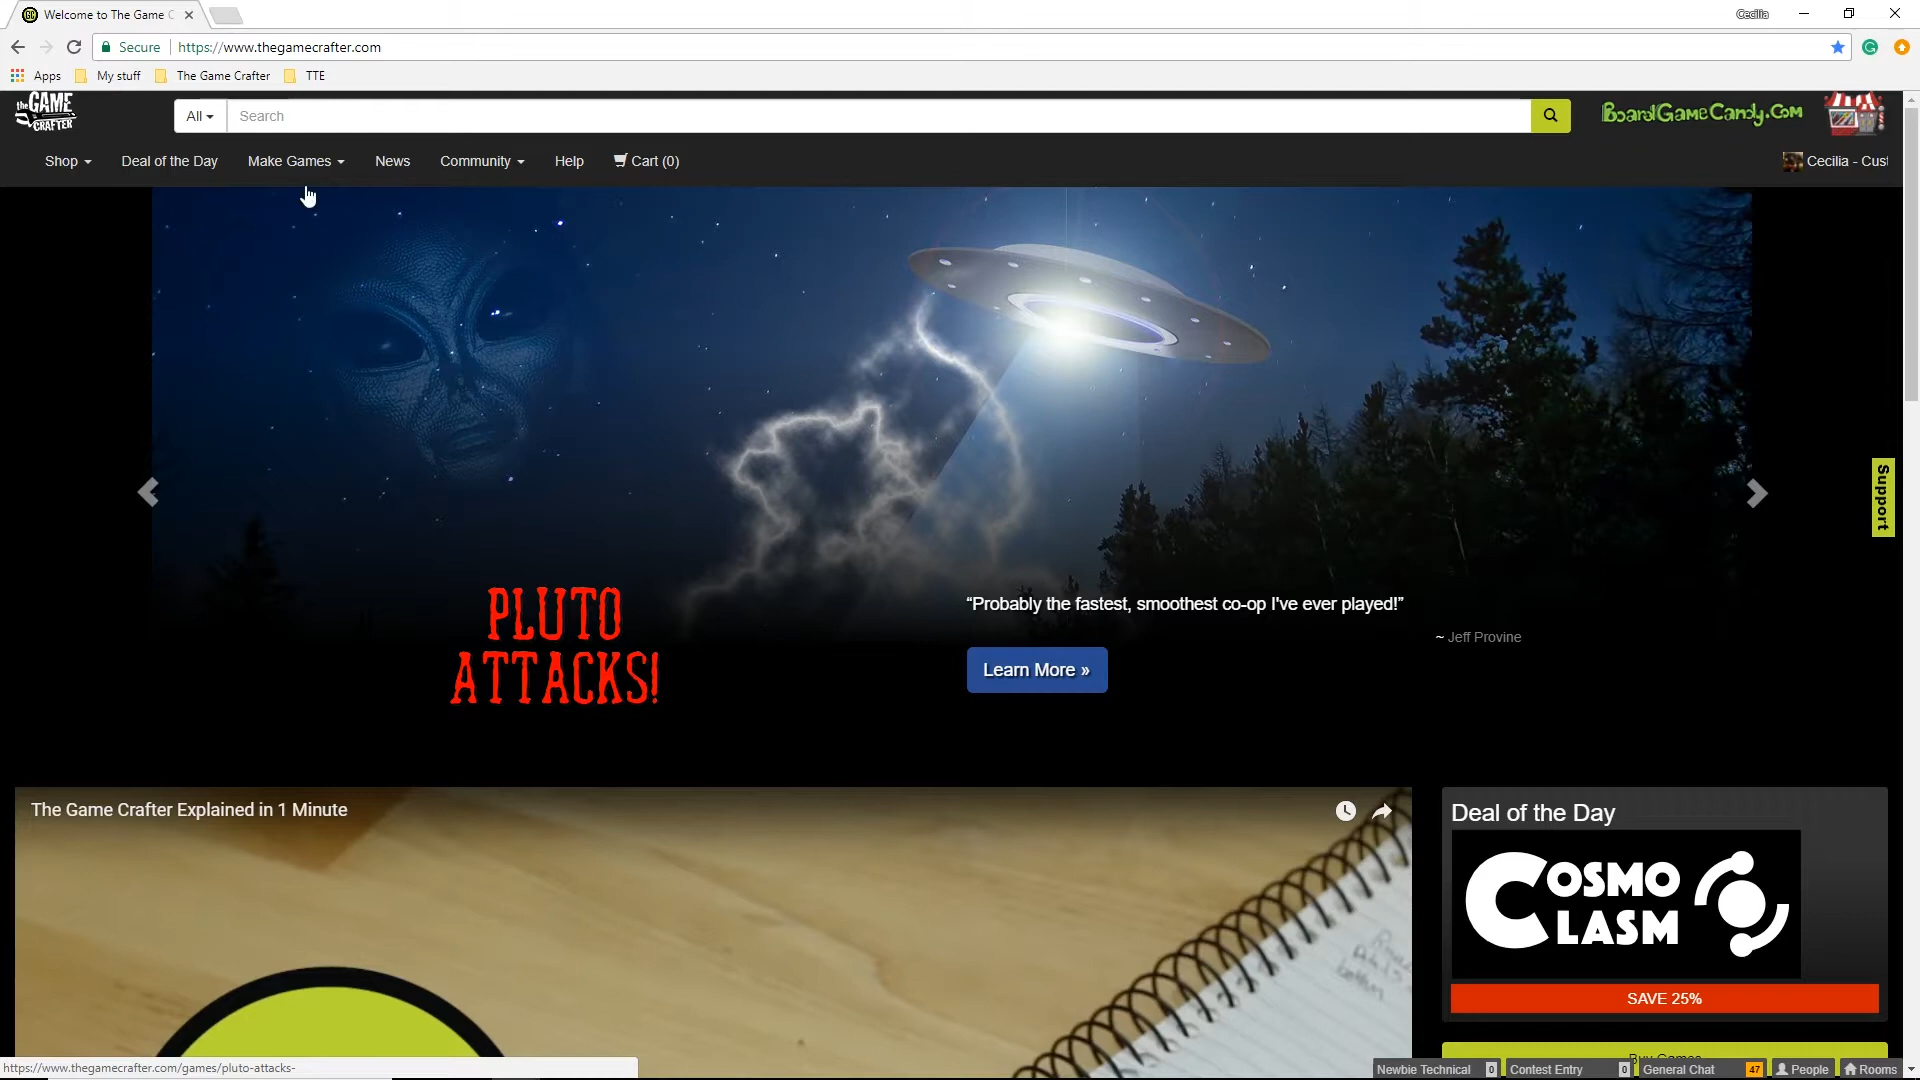 Welcome to The Game C
Cecilia
Secure
https://www.thegamecrafter.com
Apps
My stuff
The Game Crafter
TTE
the GAME CRAFTER
All
Search
BoardGameCandy.Com
Shop
Deal of the Day
Make Games
News
Community
Help
Cart (0)
Cecilia - Cust
Support
PLUTO
ATTACKS!
“Probably the fastest, smoothest co-op I've ever played!”
~ Jeff Provine
Learn More »
The Game Crafter Explained in 1 Minute
Deal of the Day
COSMO
CLASM
SAVE 25%
Buy Games
https://www.thegamecrafter.com/games/pluto-attacks-
Newbie Technical 0
Contest Entry 0
General Chat 47
People
Rooms